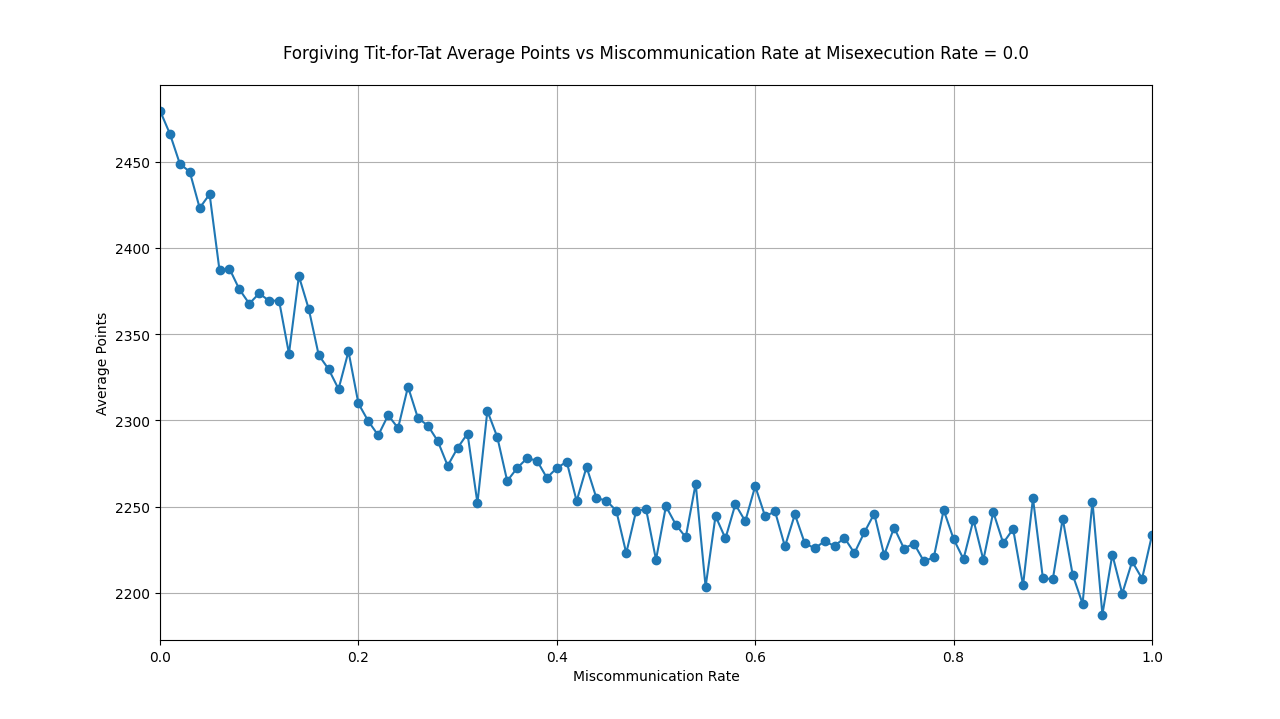 Forgiving Tit-for-Tat Average Points vs Miscommunication Rate at Misexecution Rate = 0.0
Average Points
2450
2400
2350
2300
2250
2200
0.0 0.2 0.4 0.6 0.8 1.0
Miscommunication Rate